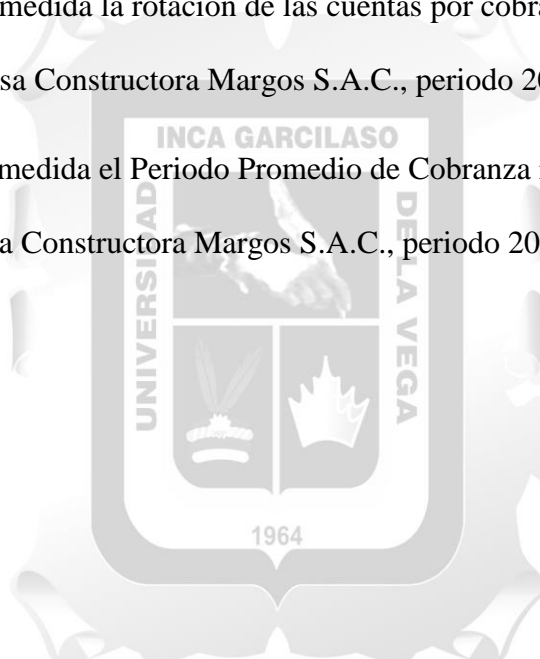 medida la rotación de las cuentas por cobra
sa Constructora Margos S.A.C., periodo 20
medida el Periodo Promedio de Cobranza
a Constructora Margos S.A.C., periodo 20
INCA GARCILASO
UNIVERSIDAD
DE LA VEGA
1964